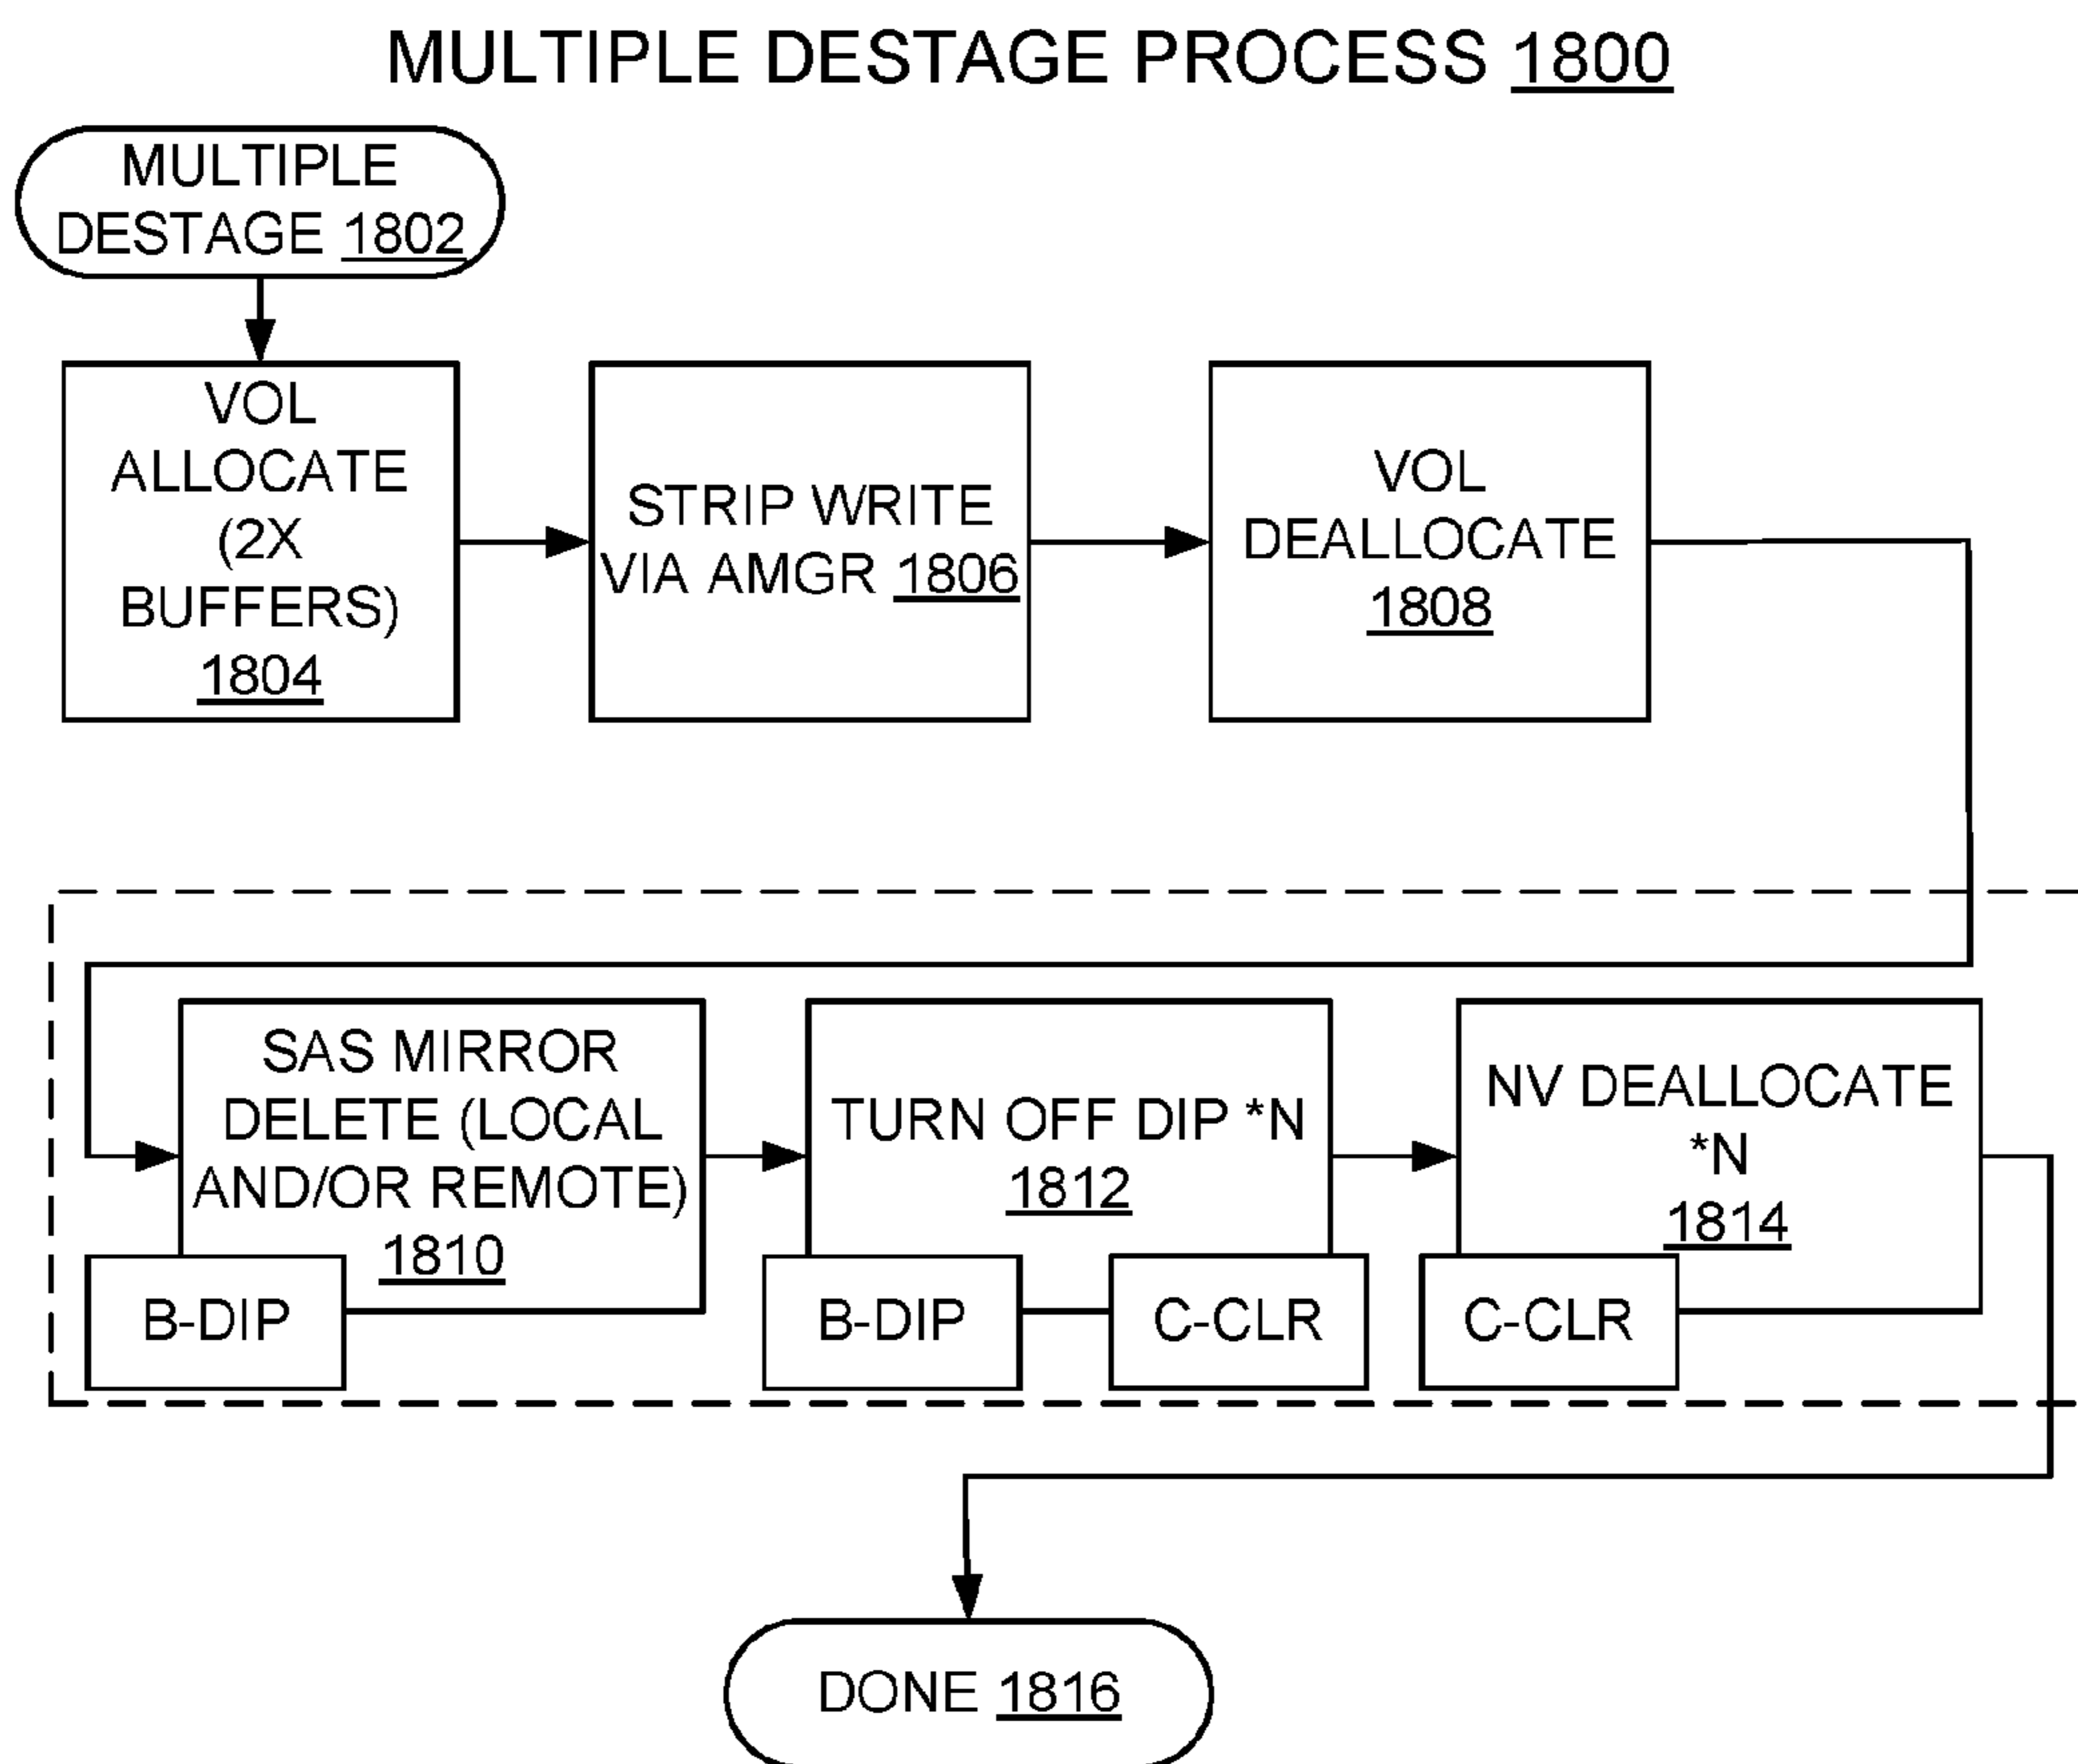 MULTIPLE DESTAGE PROCESS 1800
MULTIPLE
DESTAGE 1802
VOL
ALLOCATE
(2X
BUFFERS)
1804
STRIP WRITE
VIA AMGR 1806
VOL
DEALLOCATE
1808
SAS MIRROR
DELETE (LOCAL
AND/OR REMOTE)
1810
B-DIP
TURN OFF DIP *N
1812
B-DIP
C-CLR
NV DEALLOCATE
*N
1814
C-CLR
DONE 1816